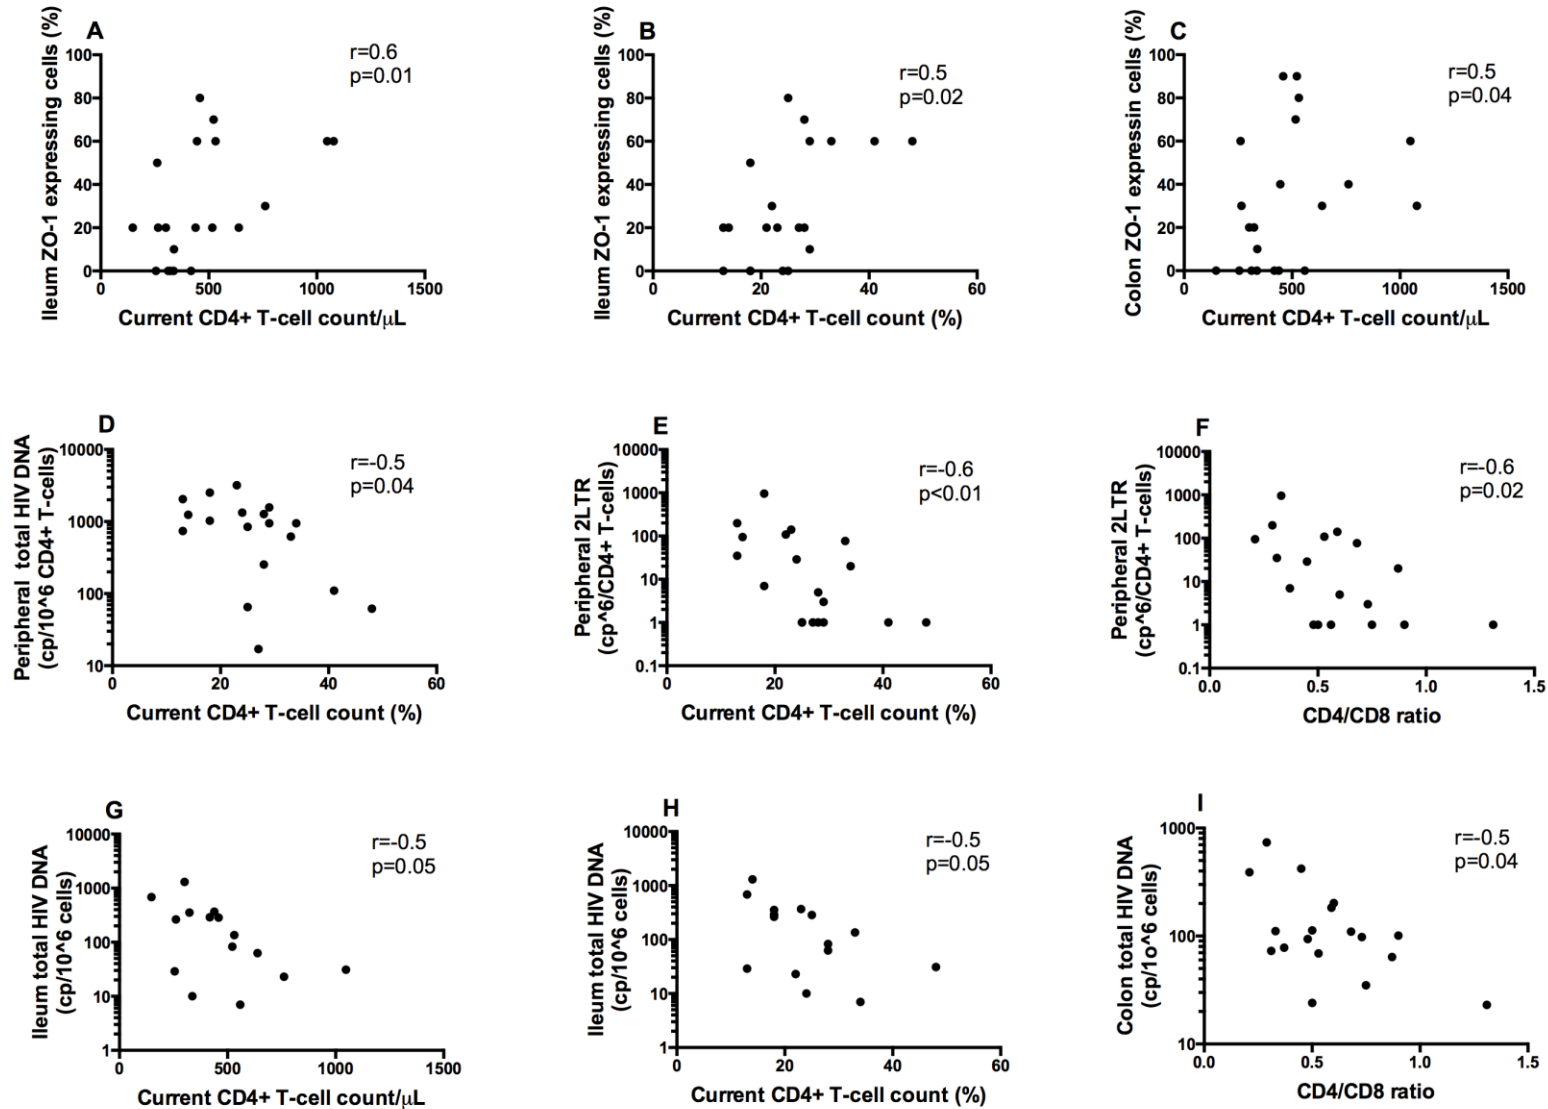 A
Ileum ZO-1 expressing cells (%)
100
80
60
40
20
0
0 500 1000 1500
Current CD4+ T-cell count/μL
r=0.6
p=0.01
B
Ileum ZO-1 expressing cells (%)
100
80
60
40
20
0
0 20 40 60
Current CD4+ T-cell count (%)
r=0.5
p=0.02
C
Colon ZO-1 expressin cells (%)
100
80
60
40
20
0
0 500 1000 1500
Current CD4+ T-cell count/μL
r=0.5
p=0.04
D
Peripheral total HIV DNA
(cp/10^6 CD4+ T-cells)
10000
1000
100
10
0 20 40 60
Current CD4+ T-cell count (%)
r=-0.5
p=0.04
E
Peripheral 2LTR
(cp^6/CD4+ T-cells)
10000
1000
100
10
1
0.1
0 20 40 60
Current CD4+ T-cell count (%)
r=-0.6
p<0.01
F
Peripheral 2LTR
(cp^6/CD4+ T-cells)
10000
1000
100
10
1
0.1
0.0 0.5 1.0 1.5
CD4/CD8 ratio
r=-0.6
p=0.02
G
Ileum total HIV DNA
(cp/10^6 cells)
10000
1000
100
10
1
0 500 1000 1500
Current CD4+ T-cell count/μL
r=-0.5
p=0.05
H
Ileum total HIV DNA
(cp/10^6 cells)
10000
1000
100
10
1
0 20 40 60
Current CD4+ T-cell count (%)
r=-0.5
p=0.05
I
Colon total HIV DNA
(cp/1o^6 cells)
1000
100
10
0.0 0.5 1.0 1.5
CD4/CD8 ratio
r=-0.5
p=0.04